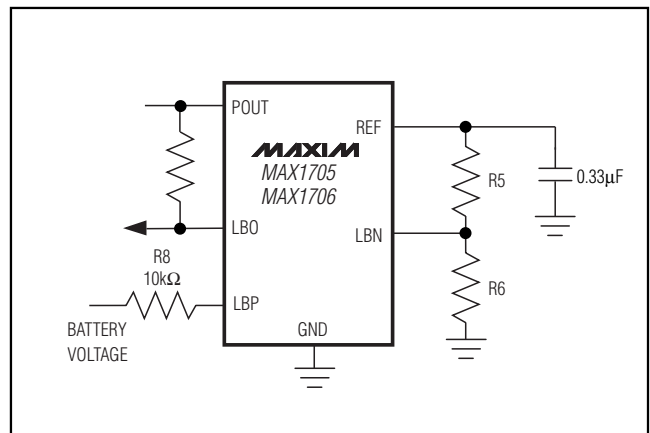 POUT
REF
MAXIM
MAX1705
MAX1706
R5
0.33μF
LBO
LBN
R8
10kΩ
LBP
R6
BATTERY
VOLTAGE
GND